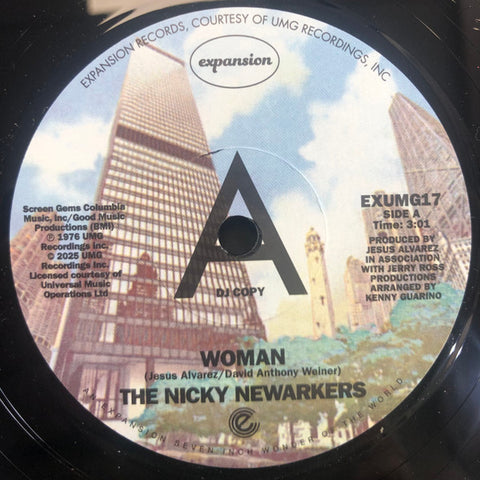 EXPANSION RECORDS, COURTESY OF UMG RECORDINGS, INC
expansion
A
DJ COPY
Screen Gems Columbia
Music, Inc/Good Music
Productions (BMI)
℗ 1976 UMG
Recordings Inc.
© 2025 UMG
Recordings Inc.
Licensed courtesy of
Universal Music
Operations Ltd
EXUMG17
SIDE A
Time: 3:01
PRODUCED BY
JESUS ALVAREZ
IN ASSOCIATION
WITH JERRY ROSS
PRODUCTIONS
ARRANGED BY
KENNY GUARINO
WOMAN
(Jesus Alvarez/David Anthony Weiner)
THE NICKY NEWARKERS
AN EXPANSION SEVEN INCH WONDER OF THE WORLD